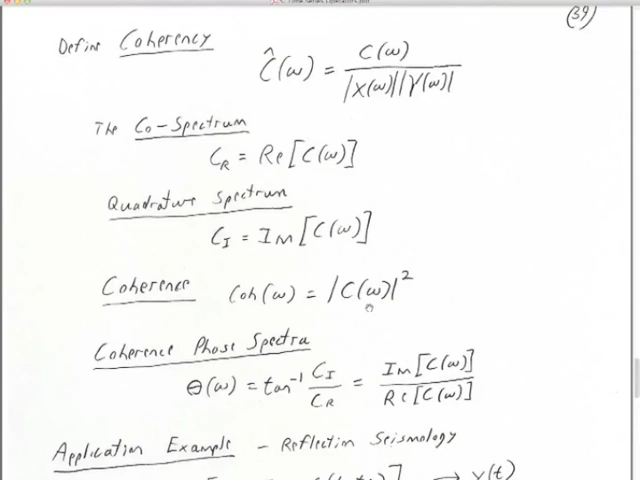 (39)
Define Coherency
Ĉ(ω) = C(ω) / |X(ω)||Y(ω)|
The Co-Spectrum
C_R = Re[C(ω)]
Quadrature Spectrum
C_I = Im[C(ω)]
Coherence Coh(ω) = |C(ω)|²
Coherence Phase Spectra
Θ(ω) = tan⁻¹ C_I / C_R = Im[C(ω)] / Re[C(ω)]
Application Example – Reflection Seismology
→ y(t)